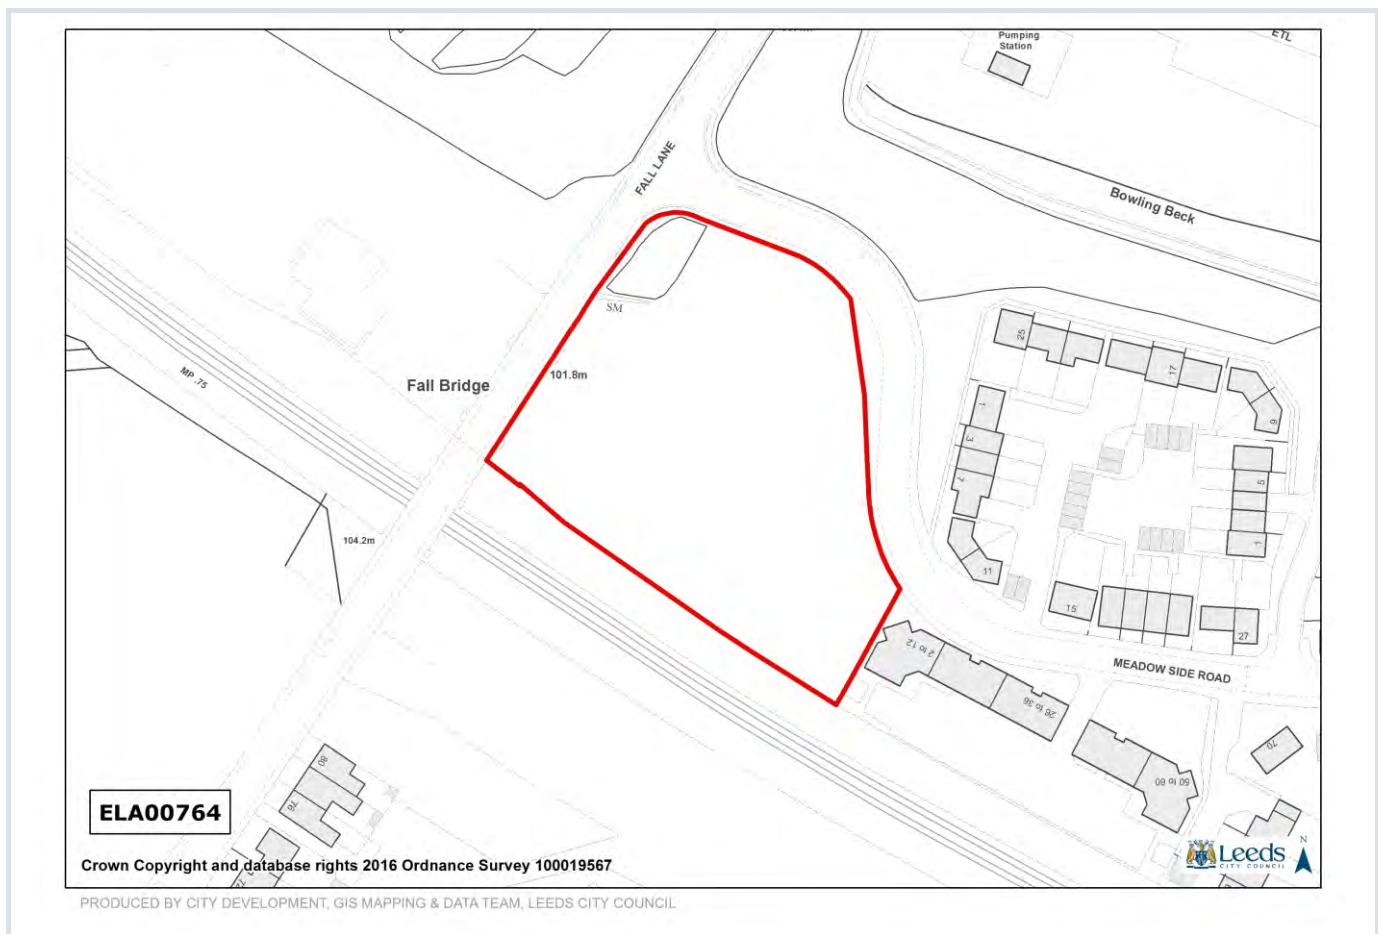 Pumping
Station
ETL
FALL LANE
Bowling Beck
SM
25
17
9
1
3
7
11
5
1
15
27
101.8m
Fall Bridge
MP .75
104.2m
2 to 12
26 to 36
50 to 60
70
MEADOW SIDE ROAD
80
76
72
ELA00764
Crown Copyright and database rights 2016 Ordnance Survey 100019567
Leeds
CITY COUNCIL
N
PRODUCED BY CITY DEVELOPMENT, GIS MAPPING & DATA TEAM, LEEDS CITY COUNCIL